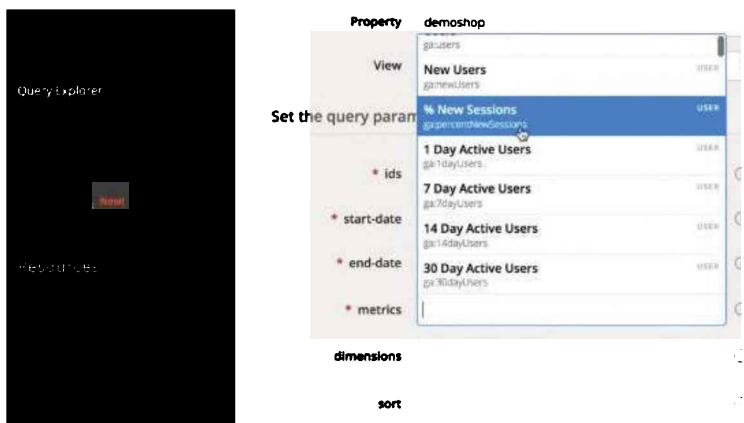 Query Explorer
New!
Resources
Property demoshop
ga:users
View
New Users USER
ga:newUsers
Set the query param
% New Sessions USER
ga:percentNewSessions
1 Day Active Users USER
ga:1dayUsers
* ids
7 Day Active Users USER
ga:7dayUsers
* start-date
14 Day Active Users USER
ga:14dayUsers
* end-date
30 Day Active Users USER
ga:30dayUsers
* metrics
dimensions
sort